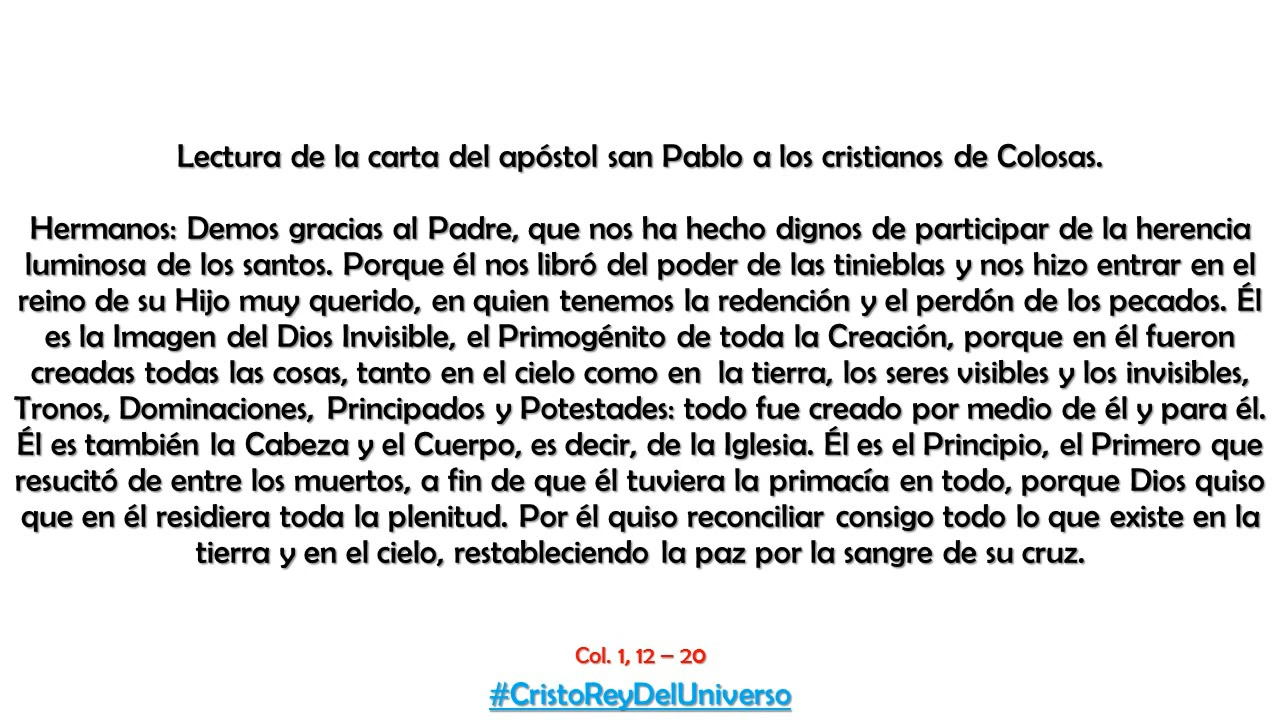 Lectura de la carta del apóstol san Pablo a los cristianos de Colosas.
Hermanos: Demos gracias al Padre, que nos ha hecho dignos de participar de la herencia
luminosa de los santos. Porque él nos libró del poder de las tinieblas y nos hizo entrar en el
reino de su Hijo muy querido, en quien tenemos la redención y el perdón de los pecados. Él
es la Imagen del Dios Invisible, el Primogénito de toda la Creación, porque en él fueron
creadas todas las cosas, tanto en el cielo como en la tierra, los seres visibles y los invisibles,
Tronos, Dominaciones, Principados y Potestades: todo fue creado por medio de él y para él.
Él es también la Cabeza y el Cuerpo, es decir, de la Iglesia. Él es el Principio, el Primero que
resucitó de entre los muertos, a fin de que él tuviera la primacía en todo, porque Dios quiso
que en él residiera toda la plenitud. Por él quiso reconciliar consigo todo lo que existe en la
tierra y en el cielo, restableciendo la paz por la sangre de su cruz.
Col. 1, 12 – 20
#CristoReyDelUniverso